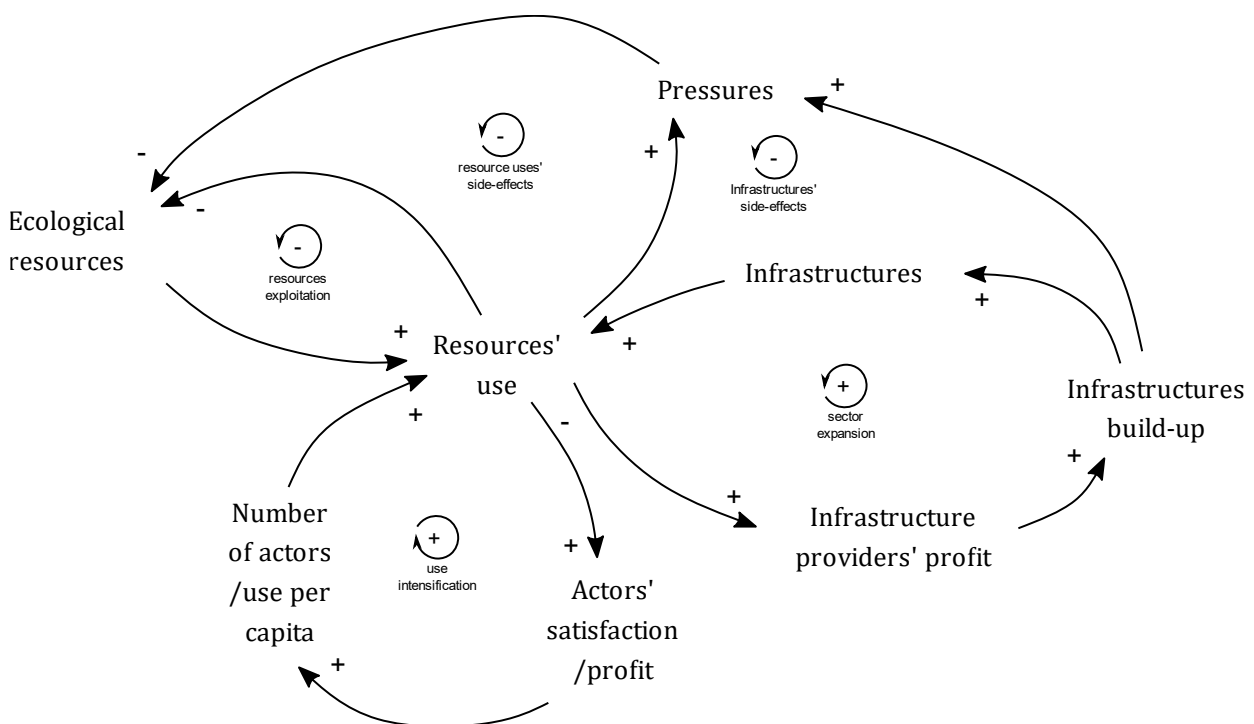 Pressures
+
-
resource uses'
side-effects
-
+
-
Infrastructures'
side-effects
-
Ecological
resources
-
resources
exploitation
Infrastructures
+
+
Resources'
use
+
+
sector
expansion
Infrastructures
build-up
+
-
+
+
Infrastructure
providers' profit
Number
of actors
/use per
capita
+
use
intensification
+
Actors'
satisfaction
/profit
+